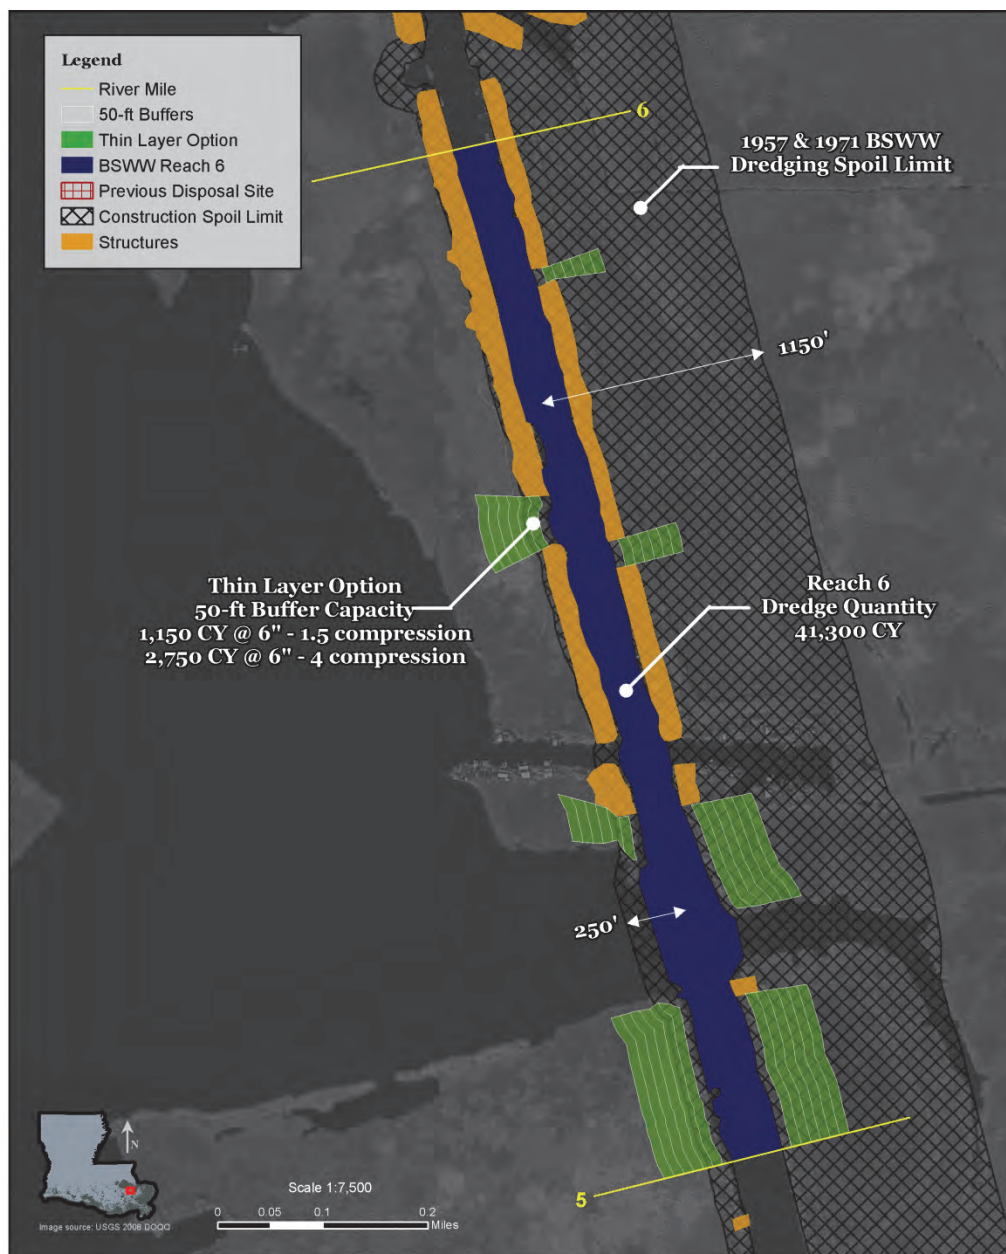 Legend
River Mile
50-ft Buffers
Thin Layer Option
BSWW Reach 6
Previous Disposal Site
Construction Spoil Limit
Structures
6
1957 & 1971 BSWW
Dredging Spoil Limit
1150'
Thin Layer Option
50-ft Buffer Capacity
1,150 CY @ 6" - 1.5 compression
2,750 CY @ 6" - 4 compression
Reach 6
Dredge Quantity
41,300 CY
250'
5
N
Image source: USGS 2008 DOQQ
Scale 1:7,500
0 0.05 0.1 0.2
Miles